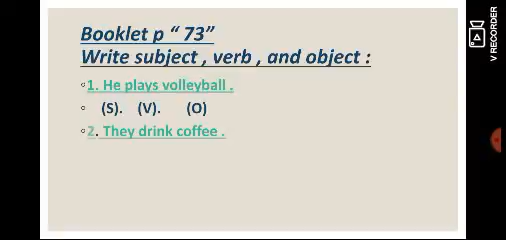 Booklet p “ 73”
Write subject , verb , and object :
1. He plays volleyball .
(S). (V). (O)
2. They drink coffee .
V RECORDER